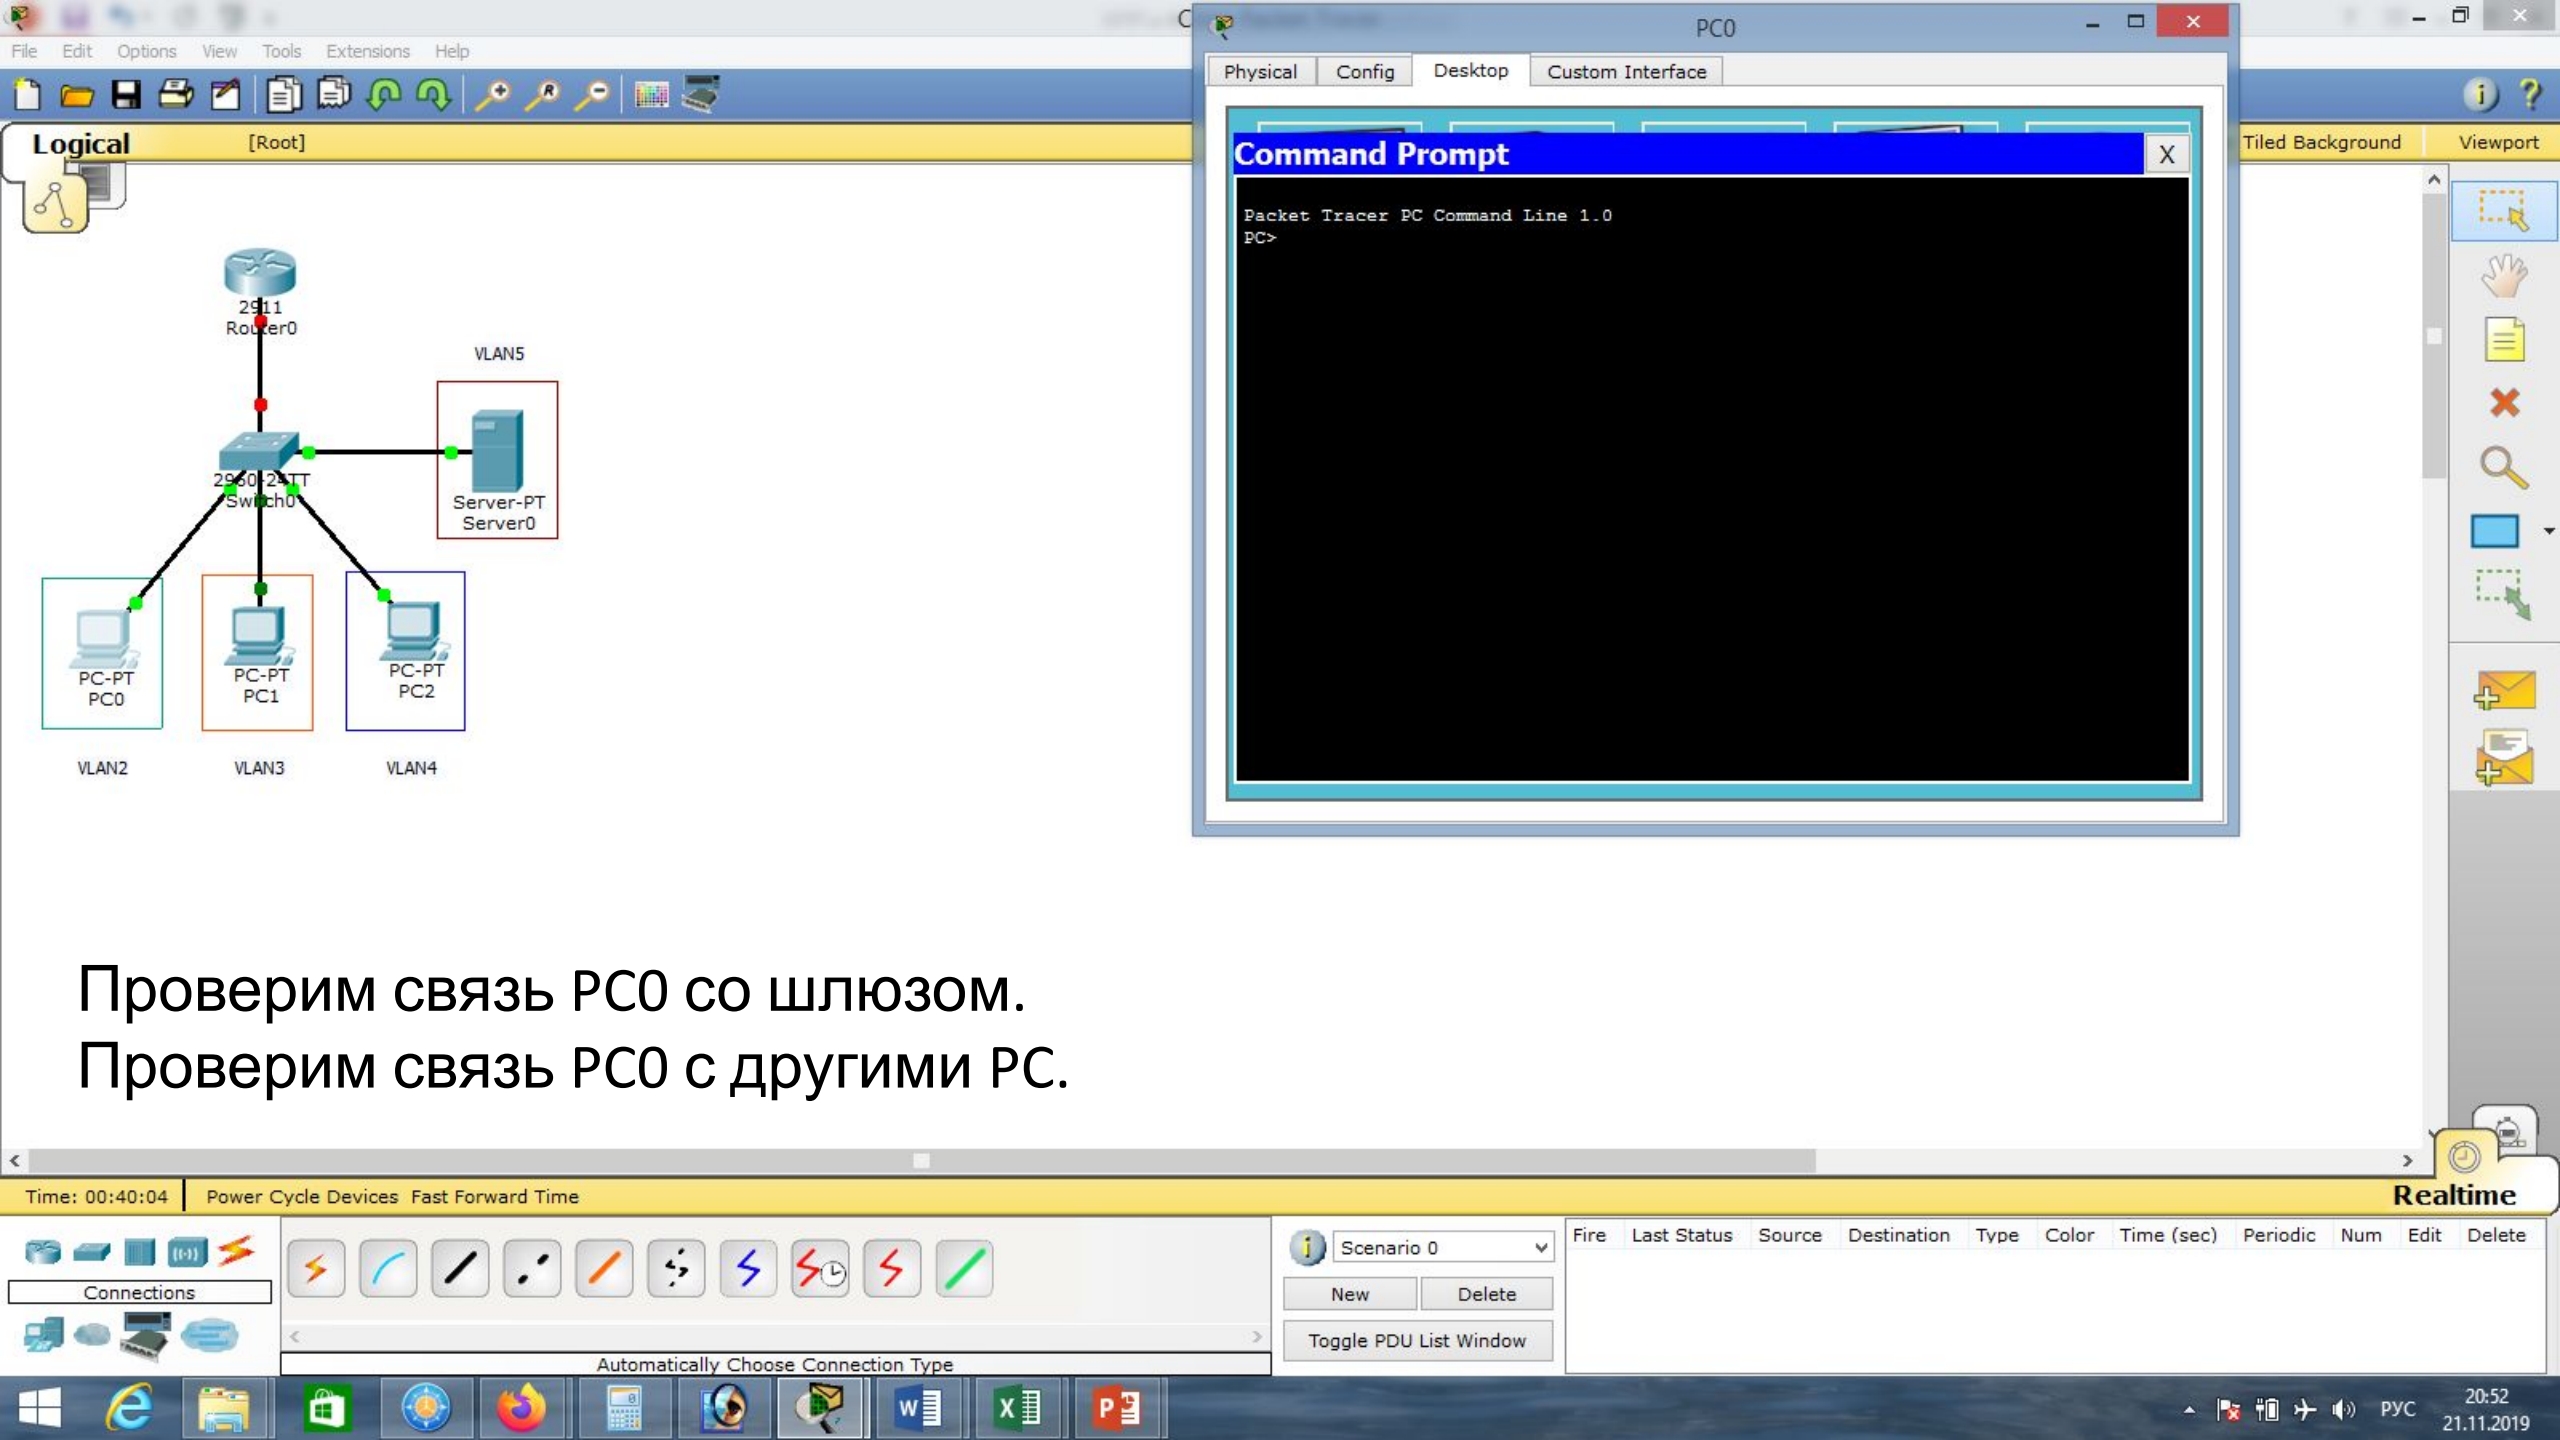 PC0
File Edit Options View Tools Extensions Help
Physical Config Desktop Custom Interface
Logical [Root] Tiled Background Viewport
Command Prompt X
Packet Tracer PC Command Line 1.0
PC>
2911
Router0
VLAN5
2960-24TT
Switch0
Server-PT
Server0
PC-PT
PC0
PC-PT
PC1
PC-PT
PC2
VLAN2 VLAN3 VLAN4
Проверим связь PC0 со шлюзом.
Проверим связь PC0 с другими PC.
Time: 00:40:04 Power Cycle Devices Fast Forward Time Realtime
Connections
Automatically Choose Connection Type
Scenario 0
New Delete
Toggle PDU List Window
Fire Last Status Source Destination Type Color Time (sec) Periodic Num Edit Delete
РУС 20:52
21.11.2019